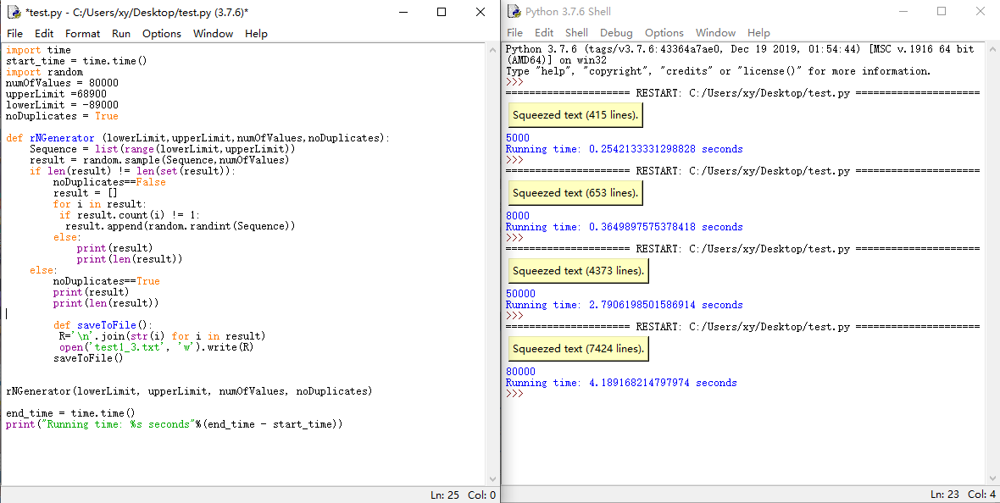 *test.py - C:/Users/xy/Desktop/test.py (3.7.6)*
File Edit Format Run Options Window Help
import time
start_time = time.time()
import random
numOfValues = 80000
upperLimit =68900
lowerLimit = -89000
noDuplicates = True

def rNGenerator (lowerLimit,upperLimit,numOfValues,noDuplicates):
    Sequence = list(range(lowerLimit,upperLimit))
    result = random.sample(Sequence,numOfValues)
    if len(result) != len(set(result)):
        noDuplicates==False
        result = []
        for i in result:
         if result.count(i) != 1:
          result.append(random.randint(Sequence))
        else:
            print(result)
            print(len(result))
    else:
        noDuplicates==True
        print(result)
        print(len(result))

        def saveToFile():
         R='\n'.join(str(i) for i in result)
         open('test1_3.txt', 'w').write(R)
        saveToFile()

rNGenerator(lowerLimit, upperLimit, numOfValues, noDuplicates)

end_time = time.time()
print("Running time: %s seconds"%(end_time - start_time))
Ln: 25 Col: 0
Python 3.7.6 Shell
File Edit Shell Debug Options Window Help
Python 3.7.6 (tags/v3.7.6:43364a7ae0, Dec 19 2019, 01:54:44) [MSC v.1916 64 bit
(AMD64)] on win32
Type "help", "copyright", "credits" or "license()" for more information.
>>>
===================== RESTART: C:/Users/xy/Desktop/test.py =====================
Squeezed text (415 lines).
5000
Running time: 0.2542133331298828 seconds
>>>
===================== RESTART: C:/Users/xy/Desktop/test.py =====================
Squeezed text (653 lines).
8000
Running time: 0.3649897575378418 seconds
>>>
===================== RESTART: C:/Users/xy/Desktop/test.py =====================
Squeezed text (4373 lines).
50000
Running time: 2.7906198501586914 seconds
>>>
===================== RESTART: C:/Users/xy/Desktop/test.py =====================
Squeezed text (7424 lines).
80000
Running time: 4.189168214797974 seconds
>>>
Ln: 23 Col: 4